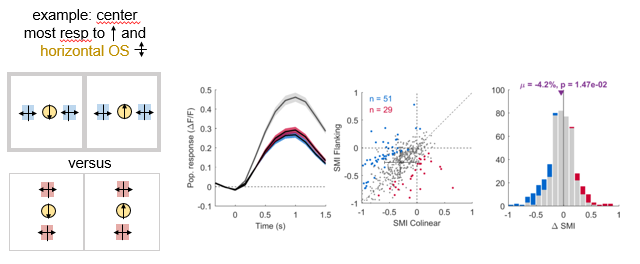 example: center
most resp to ↑ and
horizontal OS
versus
0.5
0.4
0.3
0.2
0.1
0
-0.1
Pop. response (ΔF/F)
0 0.5 1 1.5
Time (s)
n = 51
n = 29
1
0.5
0
-0.5
-1
SMI Flanking
-1 -0.5 0 0.5 1
SMI Colinear
μ = -4.2%, p = 1.47e-02
100
80
60
40
20
0
-1 -0.5 0 0.5 1
Δ SMI